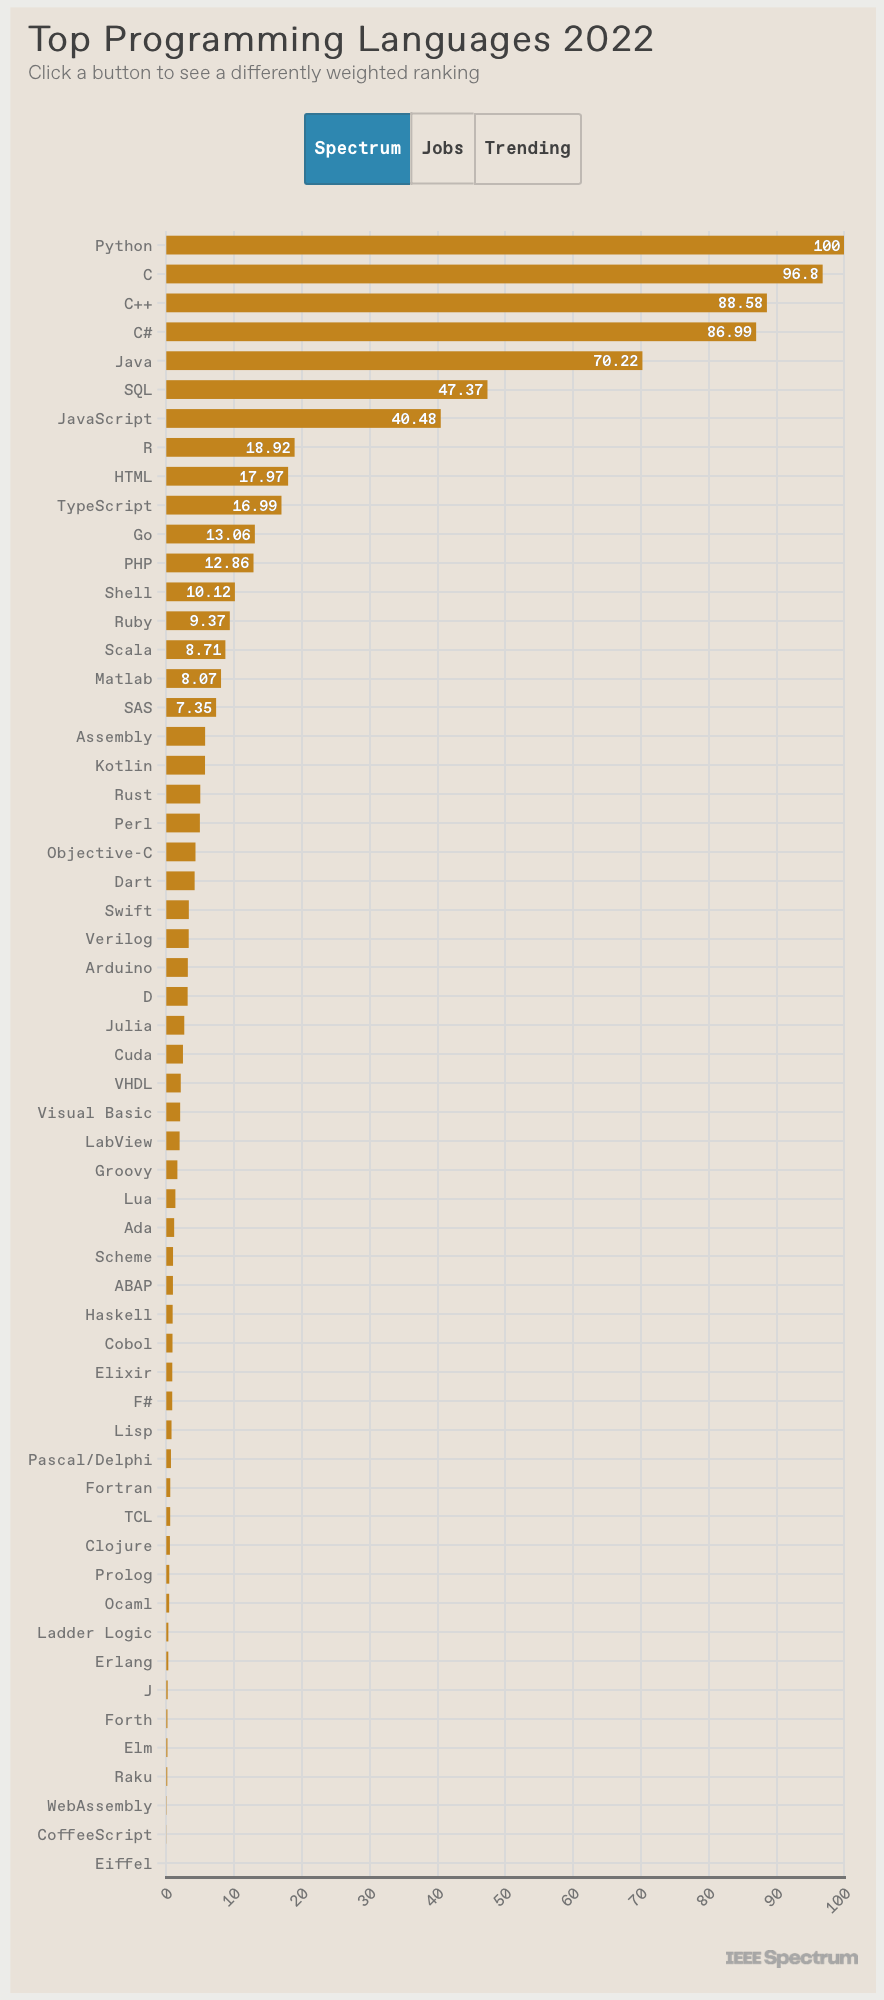 Top Programming Languages 2022
Click a button to see a differently weighted ranking
Spectrum Jobs Trending
Python 100
C 96.8
C++ 88.58
C# 86.99
Java 70.22
SQL 47.37
JavaScript 40.48
R 18.92
HTML 17.97
TypeScript 16.99
Go 13.06
PHP 12.86
Shell 10.12
Ruby 9.37
Scala 8.71
Matlab 8.07
SAS 7.35
Assembly
Kotlin
Rust
Perl
Objective-C
Dart
Swift
Verilog
Arduino
D
Julia
Cuda
VHDL
Visual Basic
LabView
Groovy
Lua
Ada
Scheme
ABAP
Haskell
Cobol
Elixir
F#
Lisp
Pascal/Delphi
Fortran
TCL
Clojure
Prolog
Ocaml
Ladder Logic
Erlang
J
Forth
Elm
Raku
WebAssembly
CoffeeScript
Eiffel
0 10 20 30 40 50 60 70 80 90 100
IEEE Spectrum